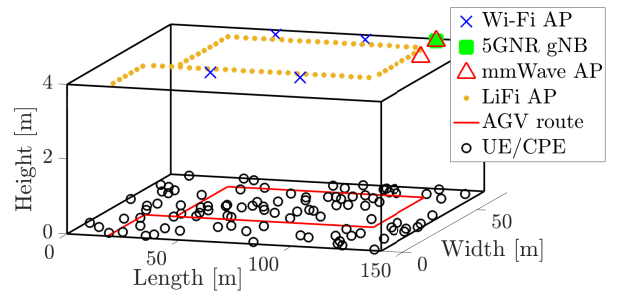 Wi-Fi AP
5GNR gNB
mmWave AP
LiFi AP
AGV route
UE/CPE
4
2
0
Height [m]
0
50
100
150
Length [m]
0
50
Width [m]